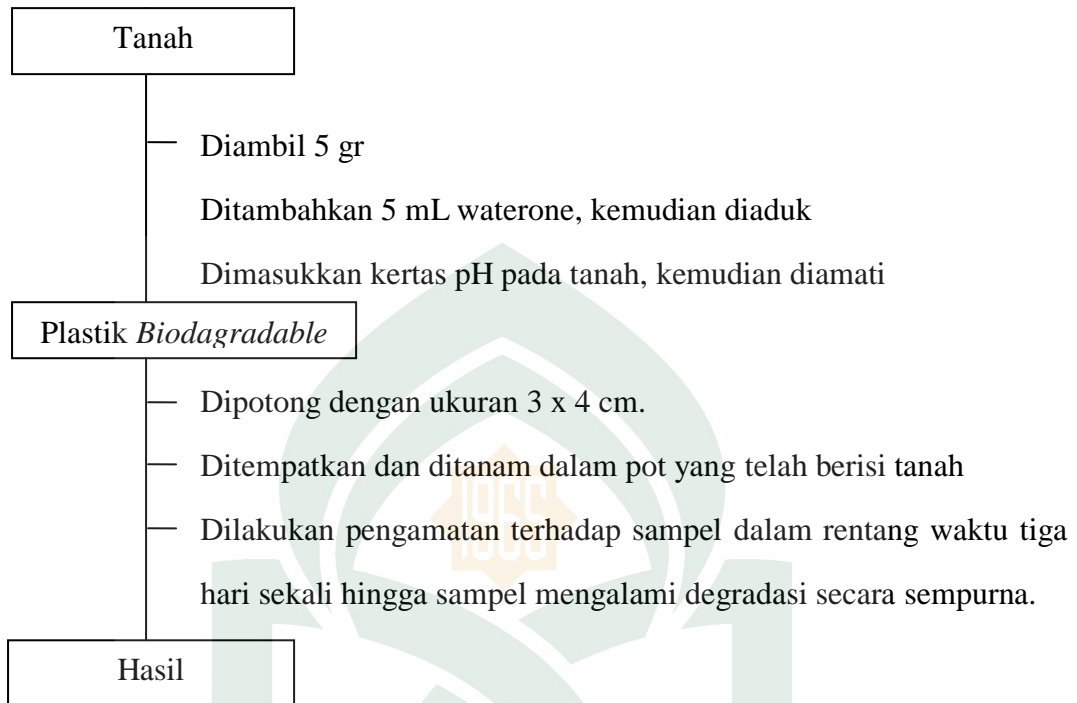 Tanah
Diambil 5 gr
Ditambahkan 5 mL waterone, kemudian diaduk
Dimasukkan kertas pH pada tanah, kemudian diamati
Plastik Biodagradable
Dipotong dengan ukuran 3 x 4 cm.
Ditempatkan dan ditanam dalam pot yang telah berisi tanah
1965
Dilakukan pengamatan terhadap sampel dalam rentang waktu tiga
hari sekali hingga sampel mengalami degradasi secara sempurna.
Hasil